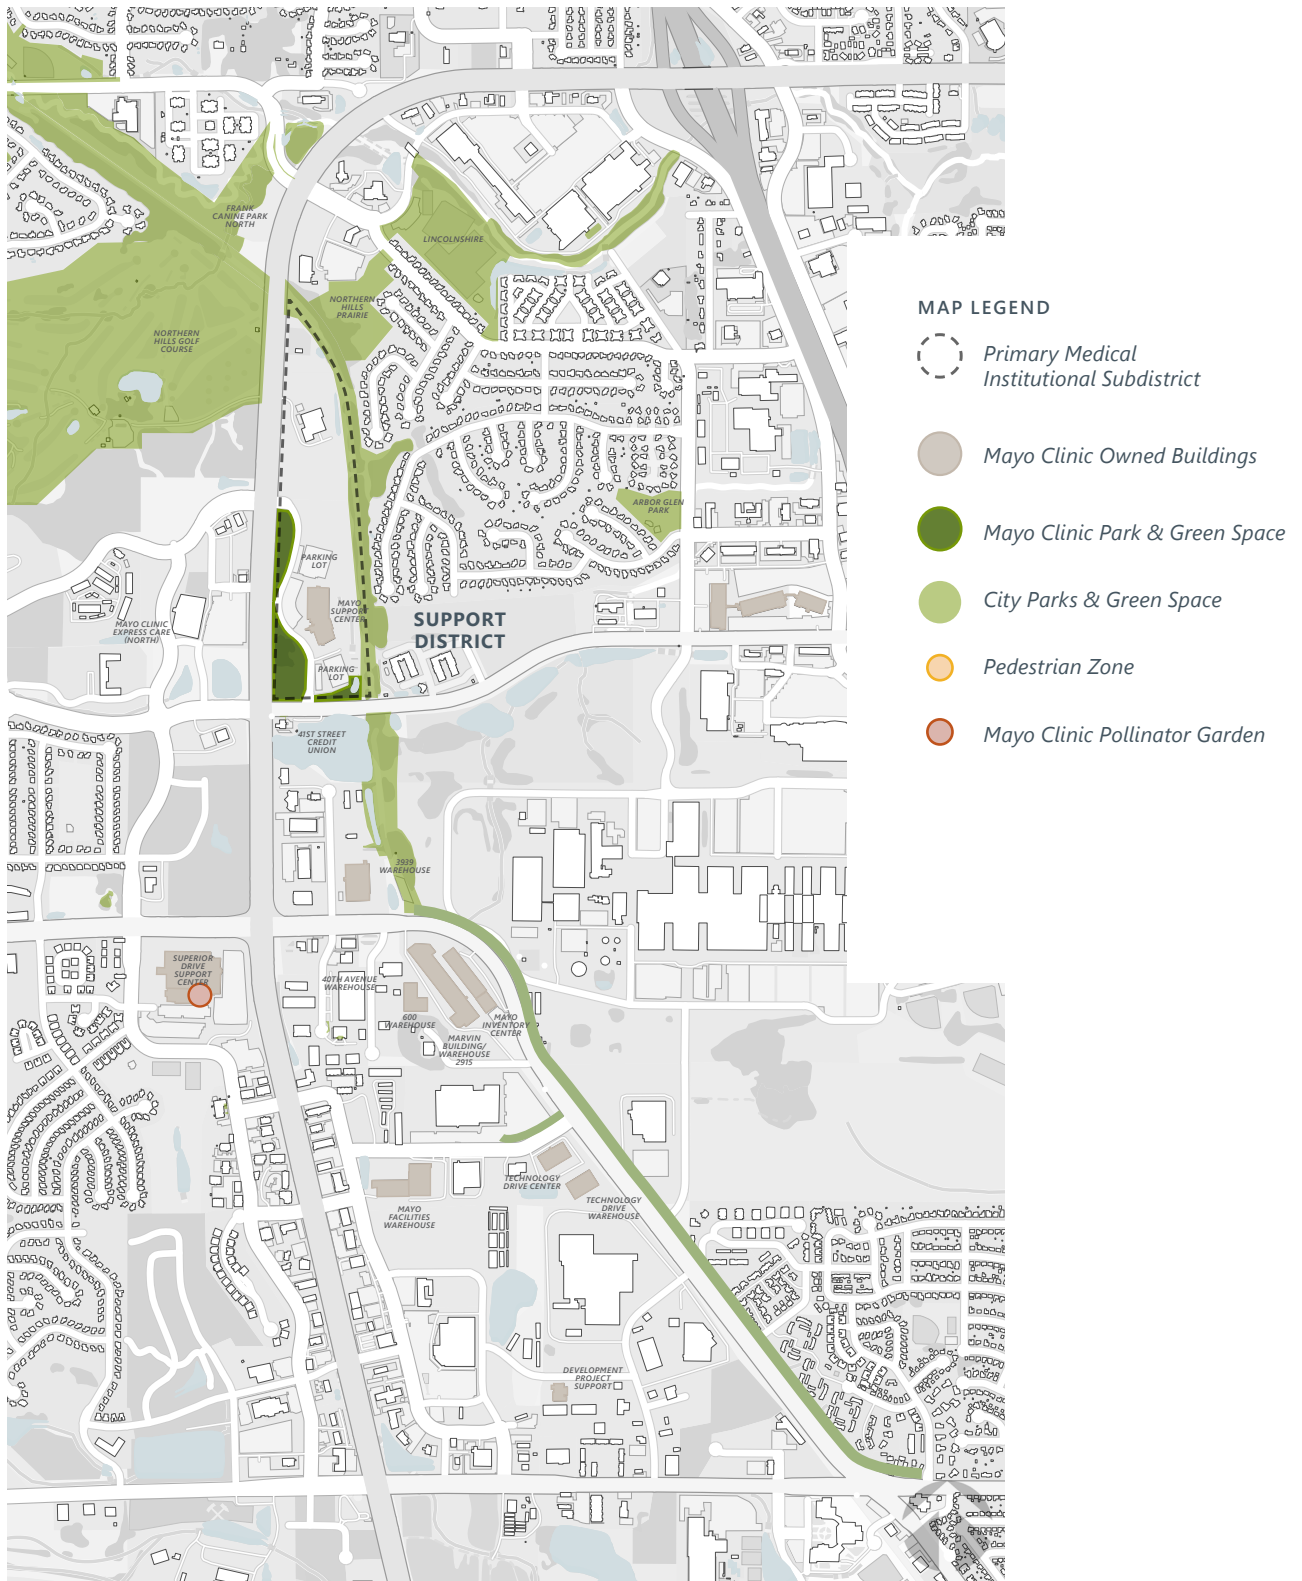 FRANK
CANINE PARK
NORTH
LINCOLNSHIRE
NORTHERN
HILLS
PRAIRIE
NORTHERN
HILLS GOLF
COURSE
MAP LEGEND
Primary Medical
Institutional Subdistrict
Mayo Clinic Owned Buildings
Mayo Clinic Park & Green Space
City Parks & Green Space
Pedestrian Zone
Mayo Clinic Pollinator Garden
ARBOR GLEN
PARK
PARKING
LOT
MAYO
SUPPORT
CENTER
SUPPORT
DISTRICT
MAYO CLINIC
EXPRESS CARE
(NORTH)
PARKING
LOT
41ST STREET
CREDIT
UNION
3939
WAREHOUSE
SUPERIOR
DRIVE
SUPPORT
CENTER
40TH AVENUE
WAREHOUSE
600
WAREHOUSE
MAYO
INVENTORY
CENTER
MARVIN
BUILDING/
WAREHOUSE
2915
TECHNOLOGY
DRIVE CENTER
TECHNOLOGY
DRIVE
WAREHOUSE
MAYO
FACILITIES
WAREHOUSE
DEVELOPMENT
PROJECT
SUPPORT